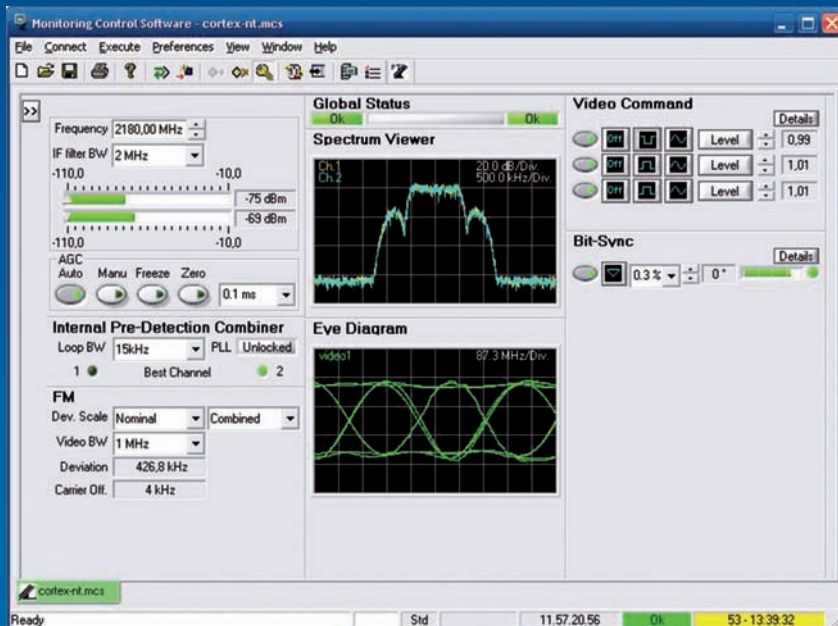 Monitoring Control Software - cortex-nt.mcs
File Connect Execute Preferences View Window Help
>>
Frequency 2180,00 MHz
IF filter BW 2 MHz
-110,0 -10,0
-75 dBm
-69 dBm
-110,0 -10,0
AGC
Auto Manu Freeze Zero
0.1 ms
Internal Pre-Detection Combiner
Loop BW 15kHz PLL Unlocked
1 Best Channel 2
FM
Dev. Scale Nominal Combined
Video BW 1 MHz
Deviation 426,8 kHz
Carrier Off. 4 kHz
Global Status
Ok Ok
Spectrum Viewer
Ch.1 20.0 dB/Div.
Ch.2 500.0 kHz/Div.
Eye Diagram
video1 87.3 MHz/Div.
Video Command
Details
Off Level 0,99
Off Level 1,01
Off Level 1,01
Bit-Sync
Details
0.3 % 0°
cortex-nt.mcs
Ready Std 11.57.20.56 Ok 53 - 13:39:32